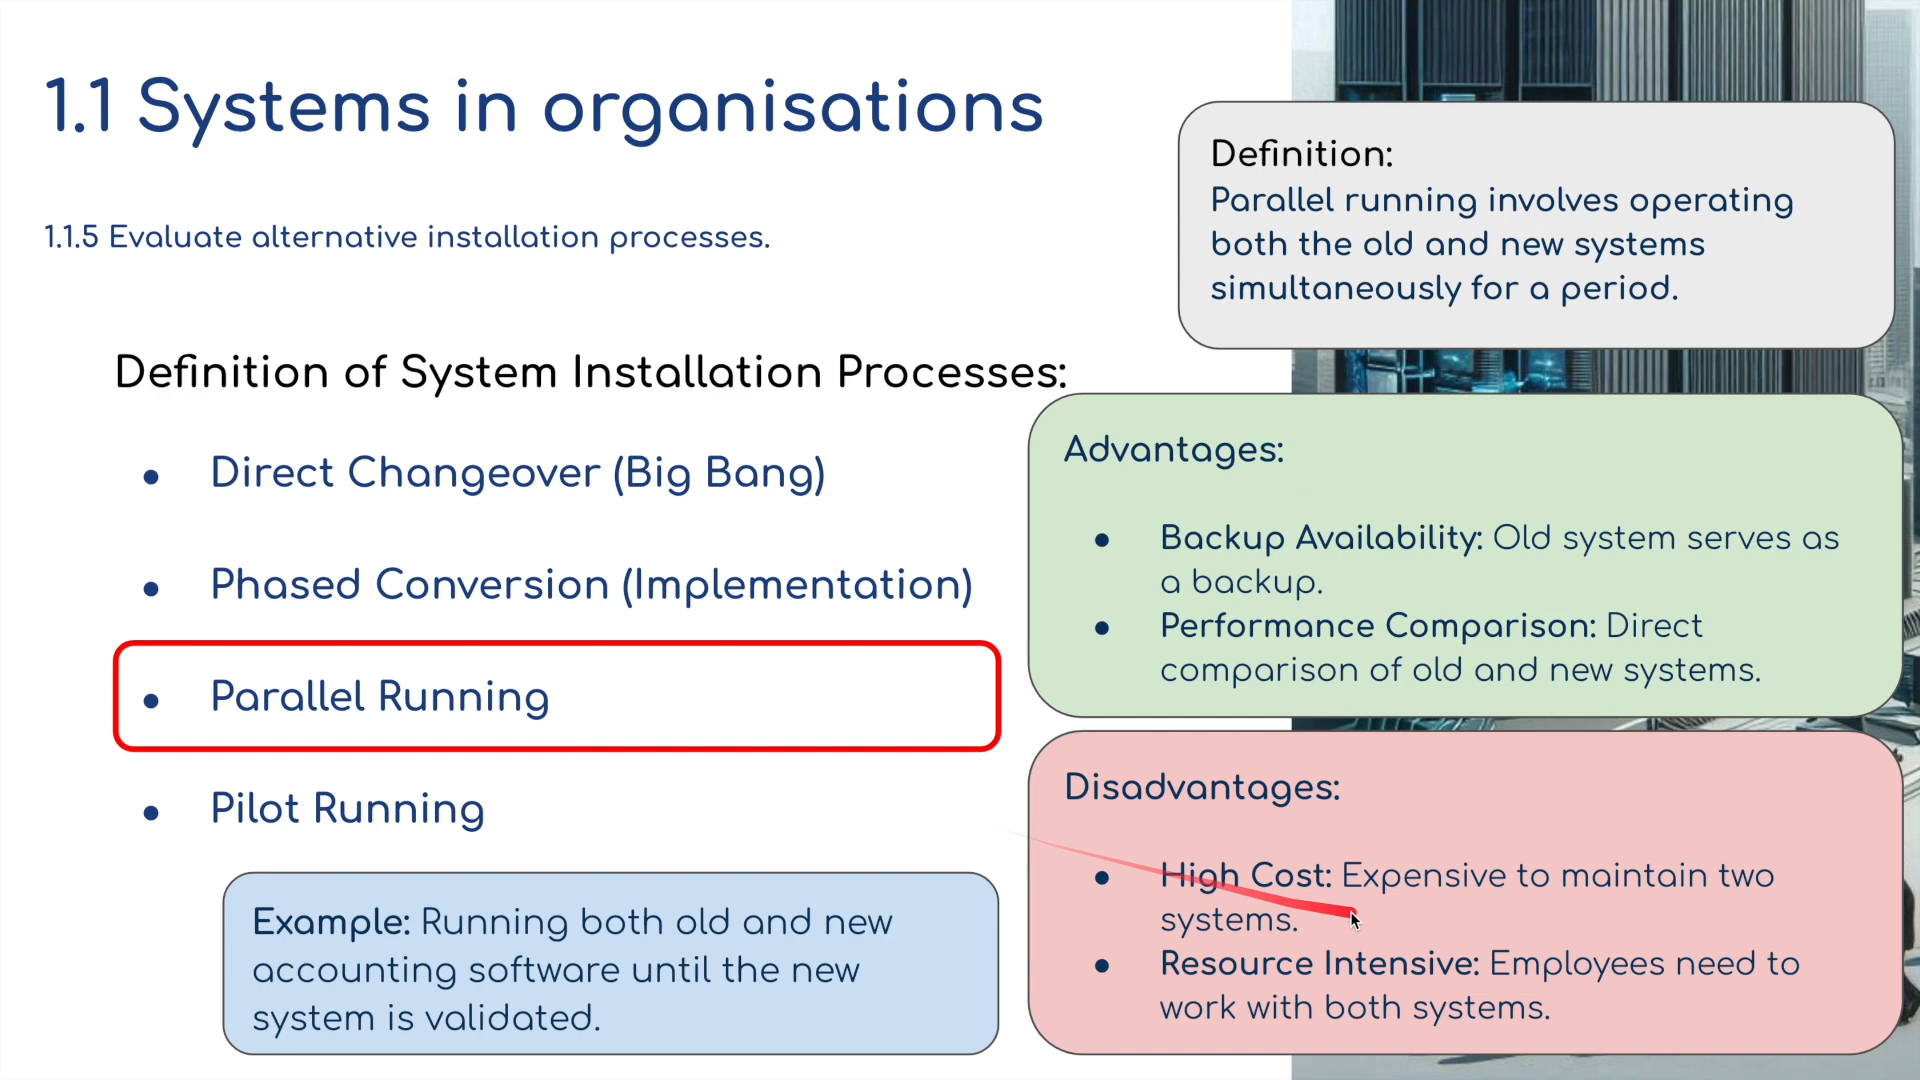 1.1 Systems in organisations
1.1.5 Evaluate alternative installation processes.
Definition of System Installation Processes:
● Direct Changeover (Big Bang)
● Phased Conversion (Implementation)
● Parallel Running
● Pilot Running
Example: Running both old and new
accounting software until the new
system is validated.
Definition:
Parallel running involves operating
both the old and new systems
simultaneously for a period.
Advantages:
● Backup Availability: Old system serves as
a backup.
● Performance Comparison: Direct
comparison of old and new systems.
Disadvantages:
● High Cost: Expensive to maintain two
systems.
● Resource Intensive: Employees need to
work with both systems.